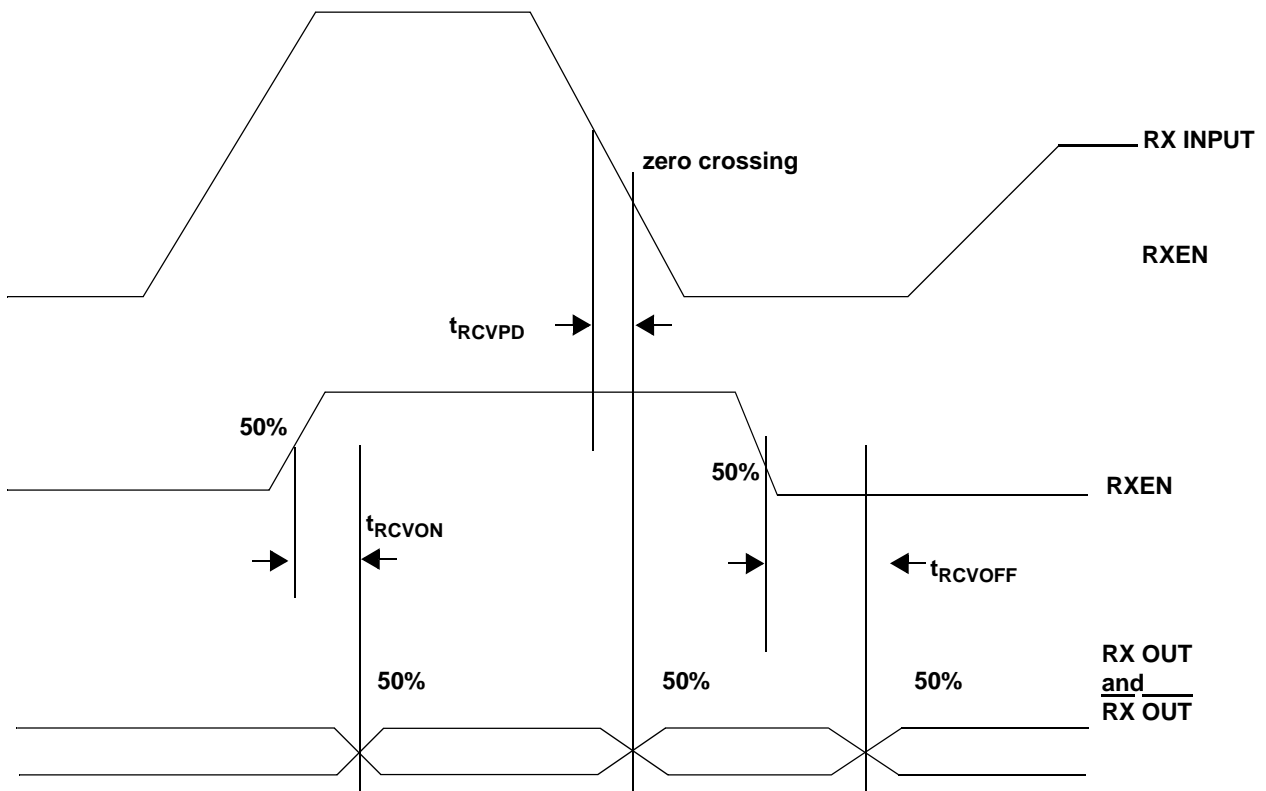 RX INPUT
zero crossing
RXEN
tRCVPD
50%
50%
RXEN
tRCVON
tRCVOFF
50%
50%
50%
RX OUT
and
RX OUT